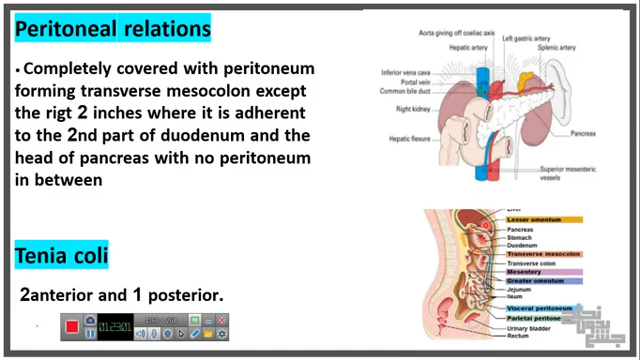 Peritoneal relations
• Completely covered with peritoneum
forming transverse mesocolon except
the rigt 2 inches where it is adherent
to the 2nd part of duodenum and the
head of pancreas with no peritoneum
in between
Tenia coli
2anterior and 1 posterior.
Aorta giving off coeliac axis
Left gastric artery
Hepatic artery
Splenic artery
Inferior vena cava
Portal vein
Common bile duct
Right kidney
Pancreas
Hepatic flexure
Superior mesenteric
vessels
Liver
Lesser omentum
Pancreas
Stomach
Duodenum
Transverse mesocolon
Transverse colon
Mesentery
Greater omentum
Jejunum
Ileum
Visceral peritoneum
Parietal peritone
Urinary bladder
Rectum